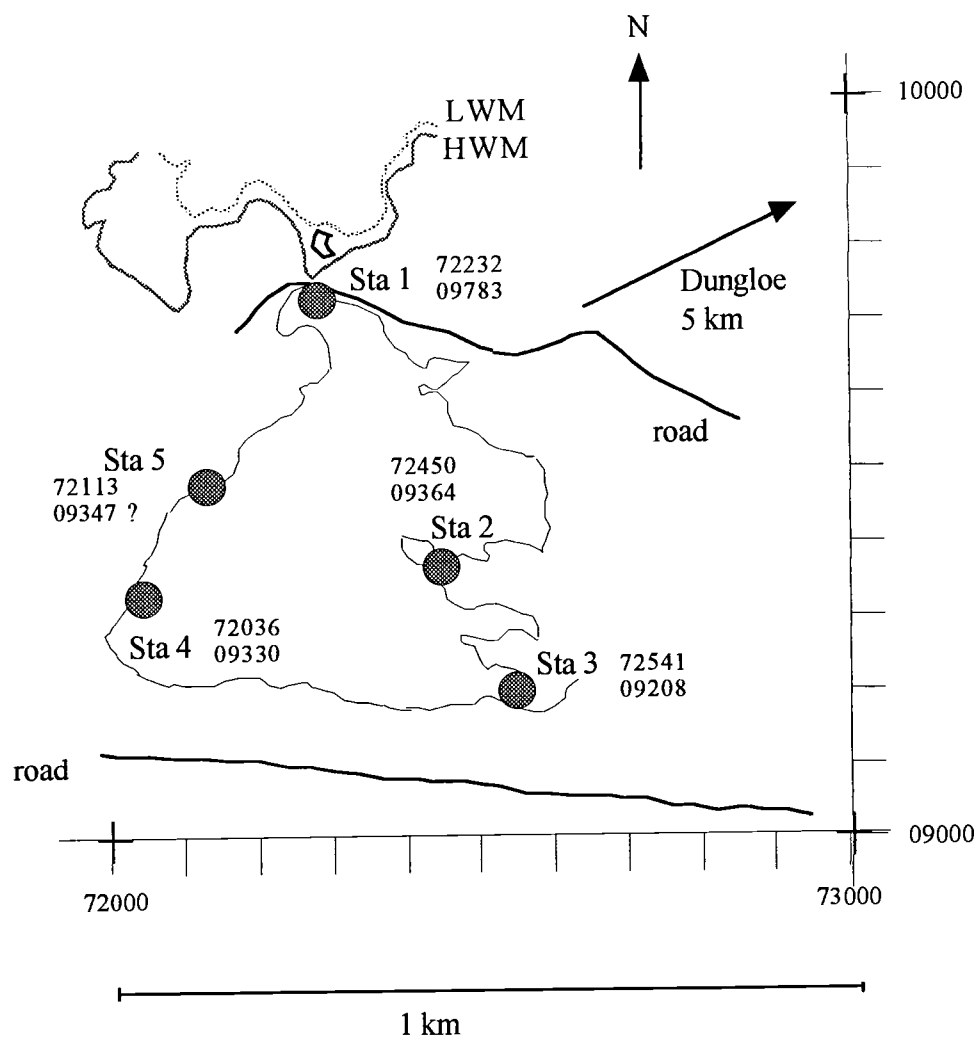 N
10000
LWM
HWM
Sta 1
72232
09783
Dungloe
5 km
road
Sta 5
72113
09347 ?
72450
09364
Sta 2
Sta 4
72036
09330
Sta 3
72541
09208
road
09000
72000
73000
1 km